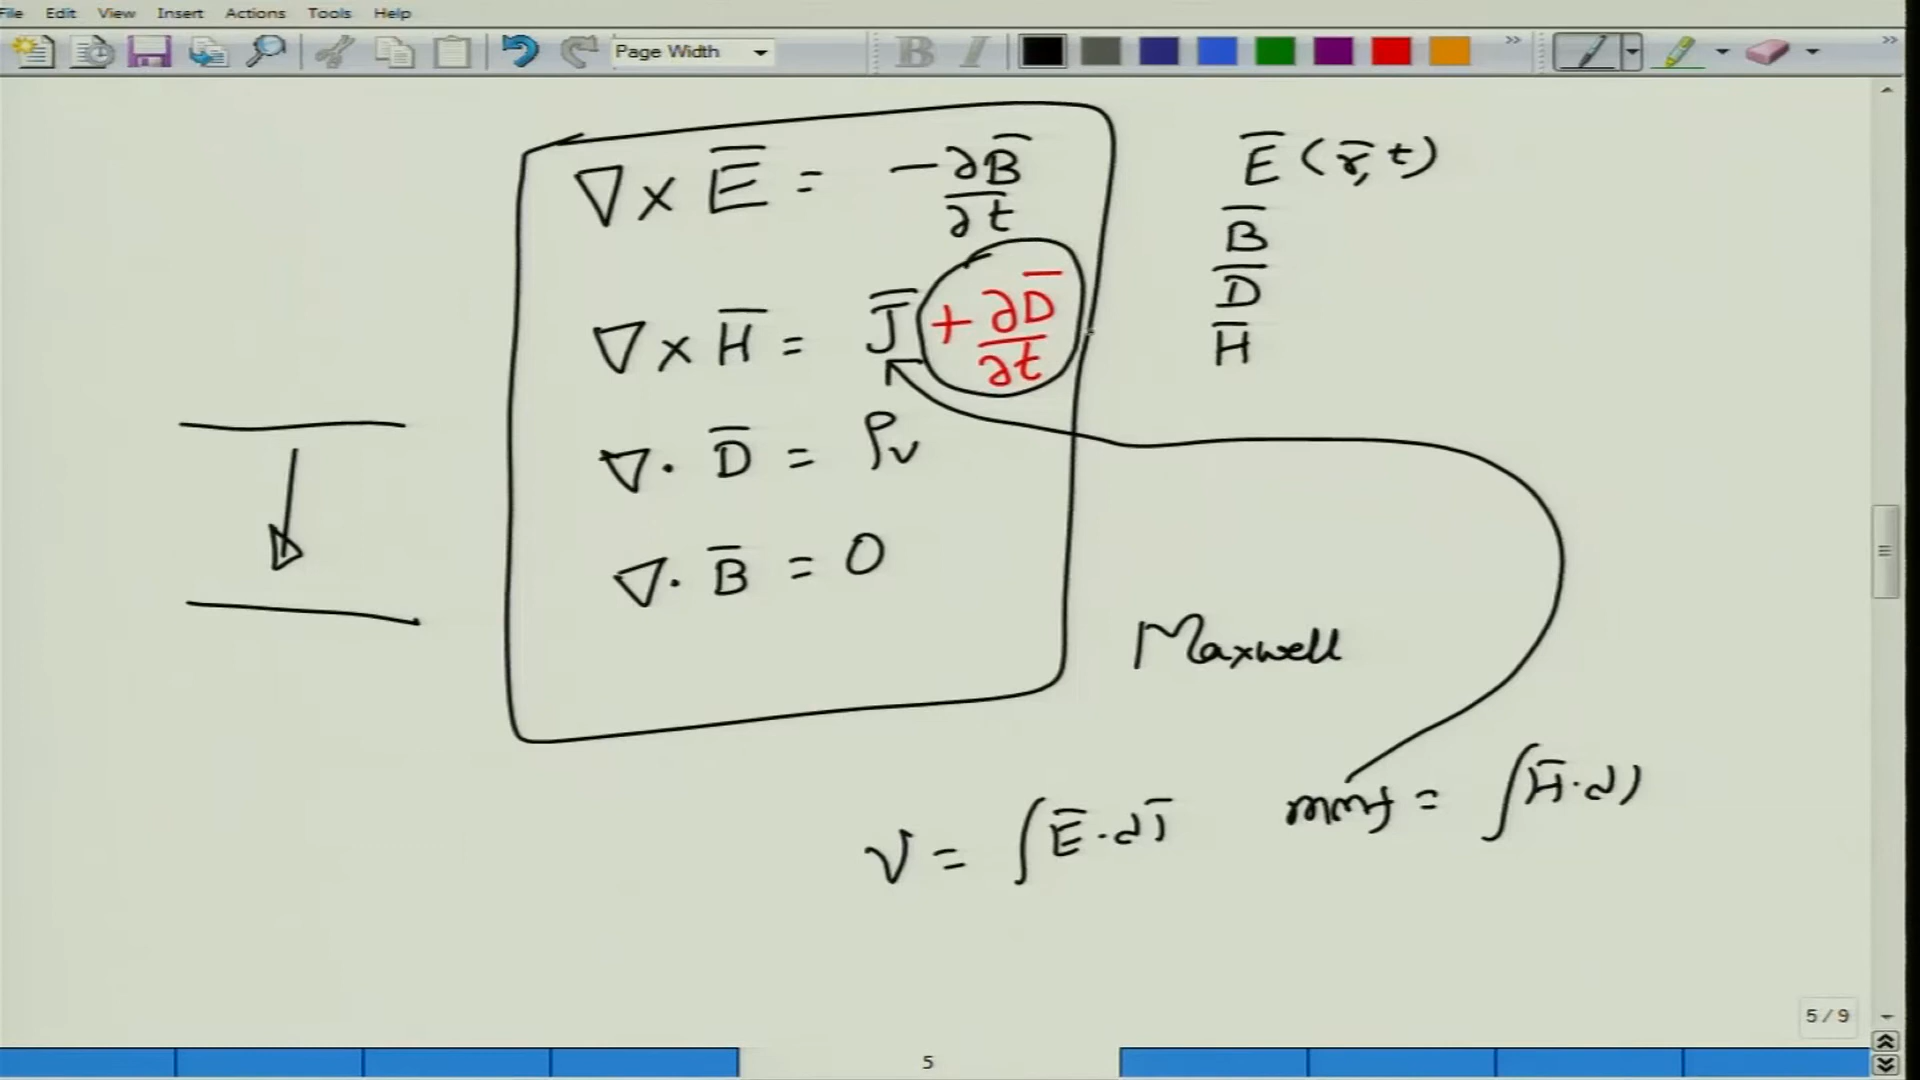 File Edit View Insert Actions Tools Help
Page Width
∇ × E̅ = -∂B̅/∂t
∇ × H̅ = J̅ + ∂D̅/∂t
∇ · D̅ = ρᵥ
∇ · B̅ = 0
E̅ (r̅, t)
B̅
D̅
H̅
Maxwell
V = ∫E̅ · dl̅
mmf = ∫H̅ · dl
5 / 9
5